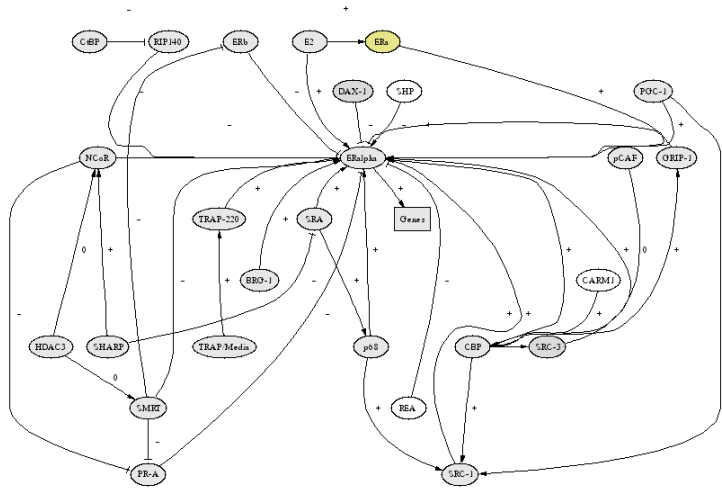 - +
CtBP RIP140 ERb E2 ERa
- - + +
DAX-1 SHP PGC-1
- - - + +
NCoR ERalpha pCAF GRIP-1
+ + +
TRAP-220 SRA Genes
- +
0 + + + 0 +
- + - + -
BRG-1 CARM1
- - + + +
HDAC3 SHARP TRAP/Media p68 CBP SRC-3
0
SMRT + REA +
-
PR-A SRC-1